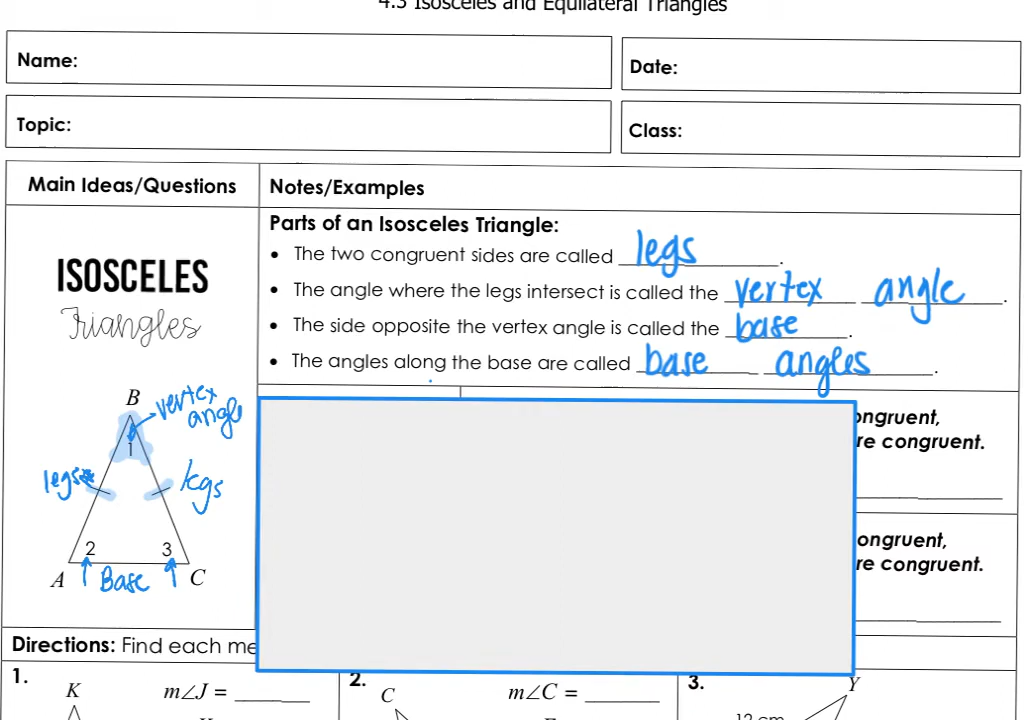 4.3 Isosceles and Equilateral Triangles
Name:
Date:
Topic:
Class:
Main Ideas/Questions
Notes/Examples
ISOSCELES
Triangles
Parts of an Isosceles Triangle:
• The two congruent sides are called legs.
• The angle where the legs intersect is called the vertex angle.
• The side opposite the vertex angle is called the base.
• The angles along the base are called base angles.
B
vertex
angle
1
legs
legs
2
3
A
Base
C
ongruent,
re congruent.
ongruent,
re congruent.
Directions: Find each me
1.
K
m∠J = ______
2.
C
m∠C = ______
3.
Y
12 cm